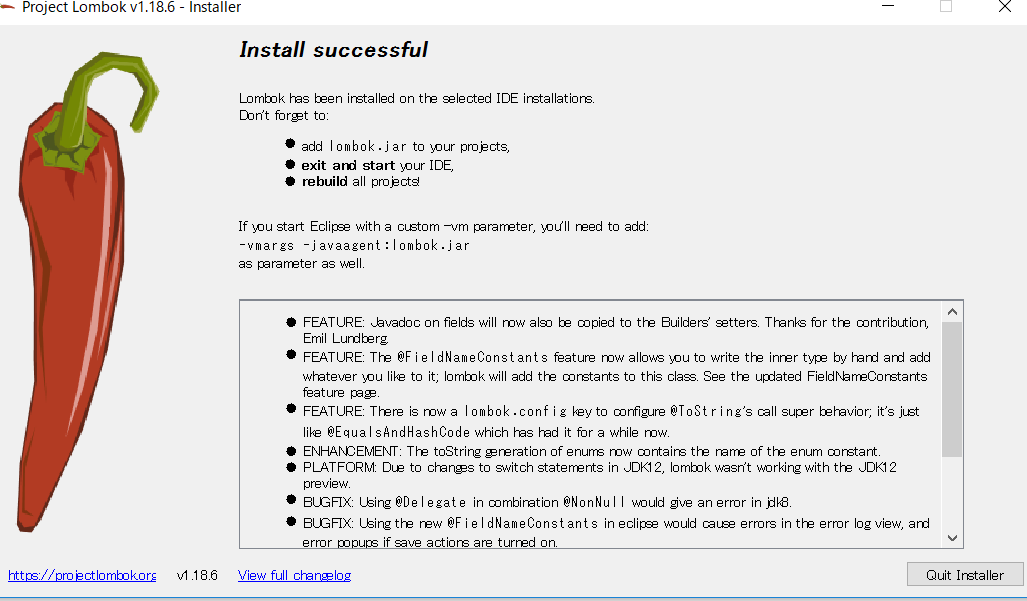 Project Lombok v1.18.6 - Installer
Install successful
Lombok has been installed on the selected IDE installations.
Don't forget to:
add lombok.jar to your projects,
exit and start your IDE,
rebuild all projects!
If you start Eclipse with a custom -vm parameter, you'll need to add:
-vmargs -javaagent:lombok.jar
as parameter as well.
FEATURE: Javadoc on fields will now also be copied to the Builders' setters. Thanks for the contribution,
Emil Lundberg.
FEATURE: The @FieldNameConstants feature now allows you to write the inner type by hand and add
whatever you like to it; lombok will add the constants to this class. See the updated FieldNameConstants
feature page.
FEATURE: There is now a lombok.config key to configure @ToString's call super behavior; it's just
like @EqualsAndHashCode which has had it for a while now.
ENHANCEMENT: The toString generation of enums now contains the name of the enum constant.
PLATFORM: Due to changes to switch statements in JDK12, lombok wasn't working with the JDK12
preview.
BUGFIX: Using @Delegate in combination @NonNull would give an error in jdk8.
BUGFIX: Using the new @FieldNameConstants in eclipse would cause errors in the error log view, and
error popups if save actions are turned on.
https://projectlombok.org v1.18.6 View full changelog Quit Installer